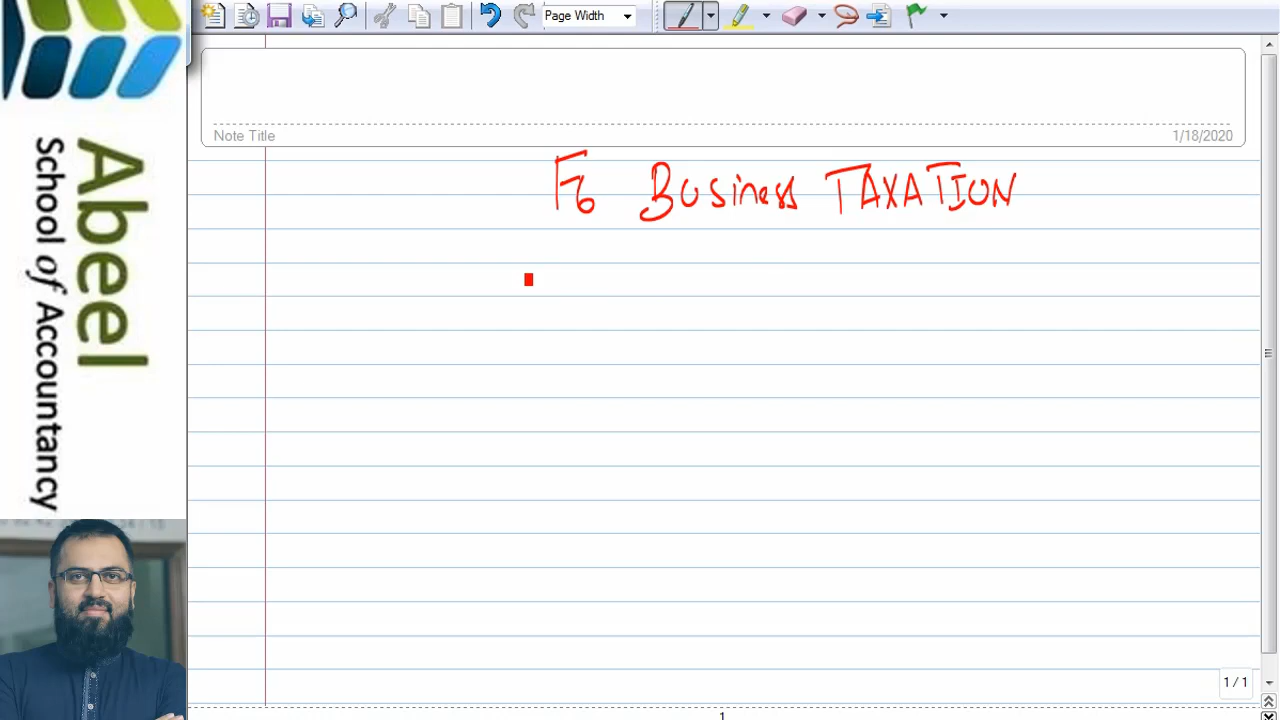 Page Width
Note Title
1/18/2020
F6 Business TAXATION
Abeel
School of Accountancy
1 / 1
1